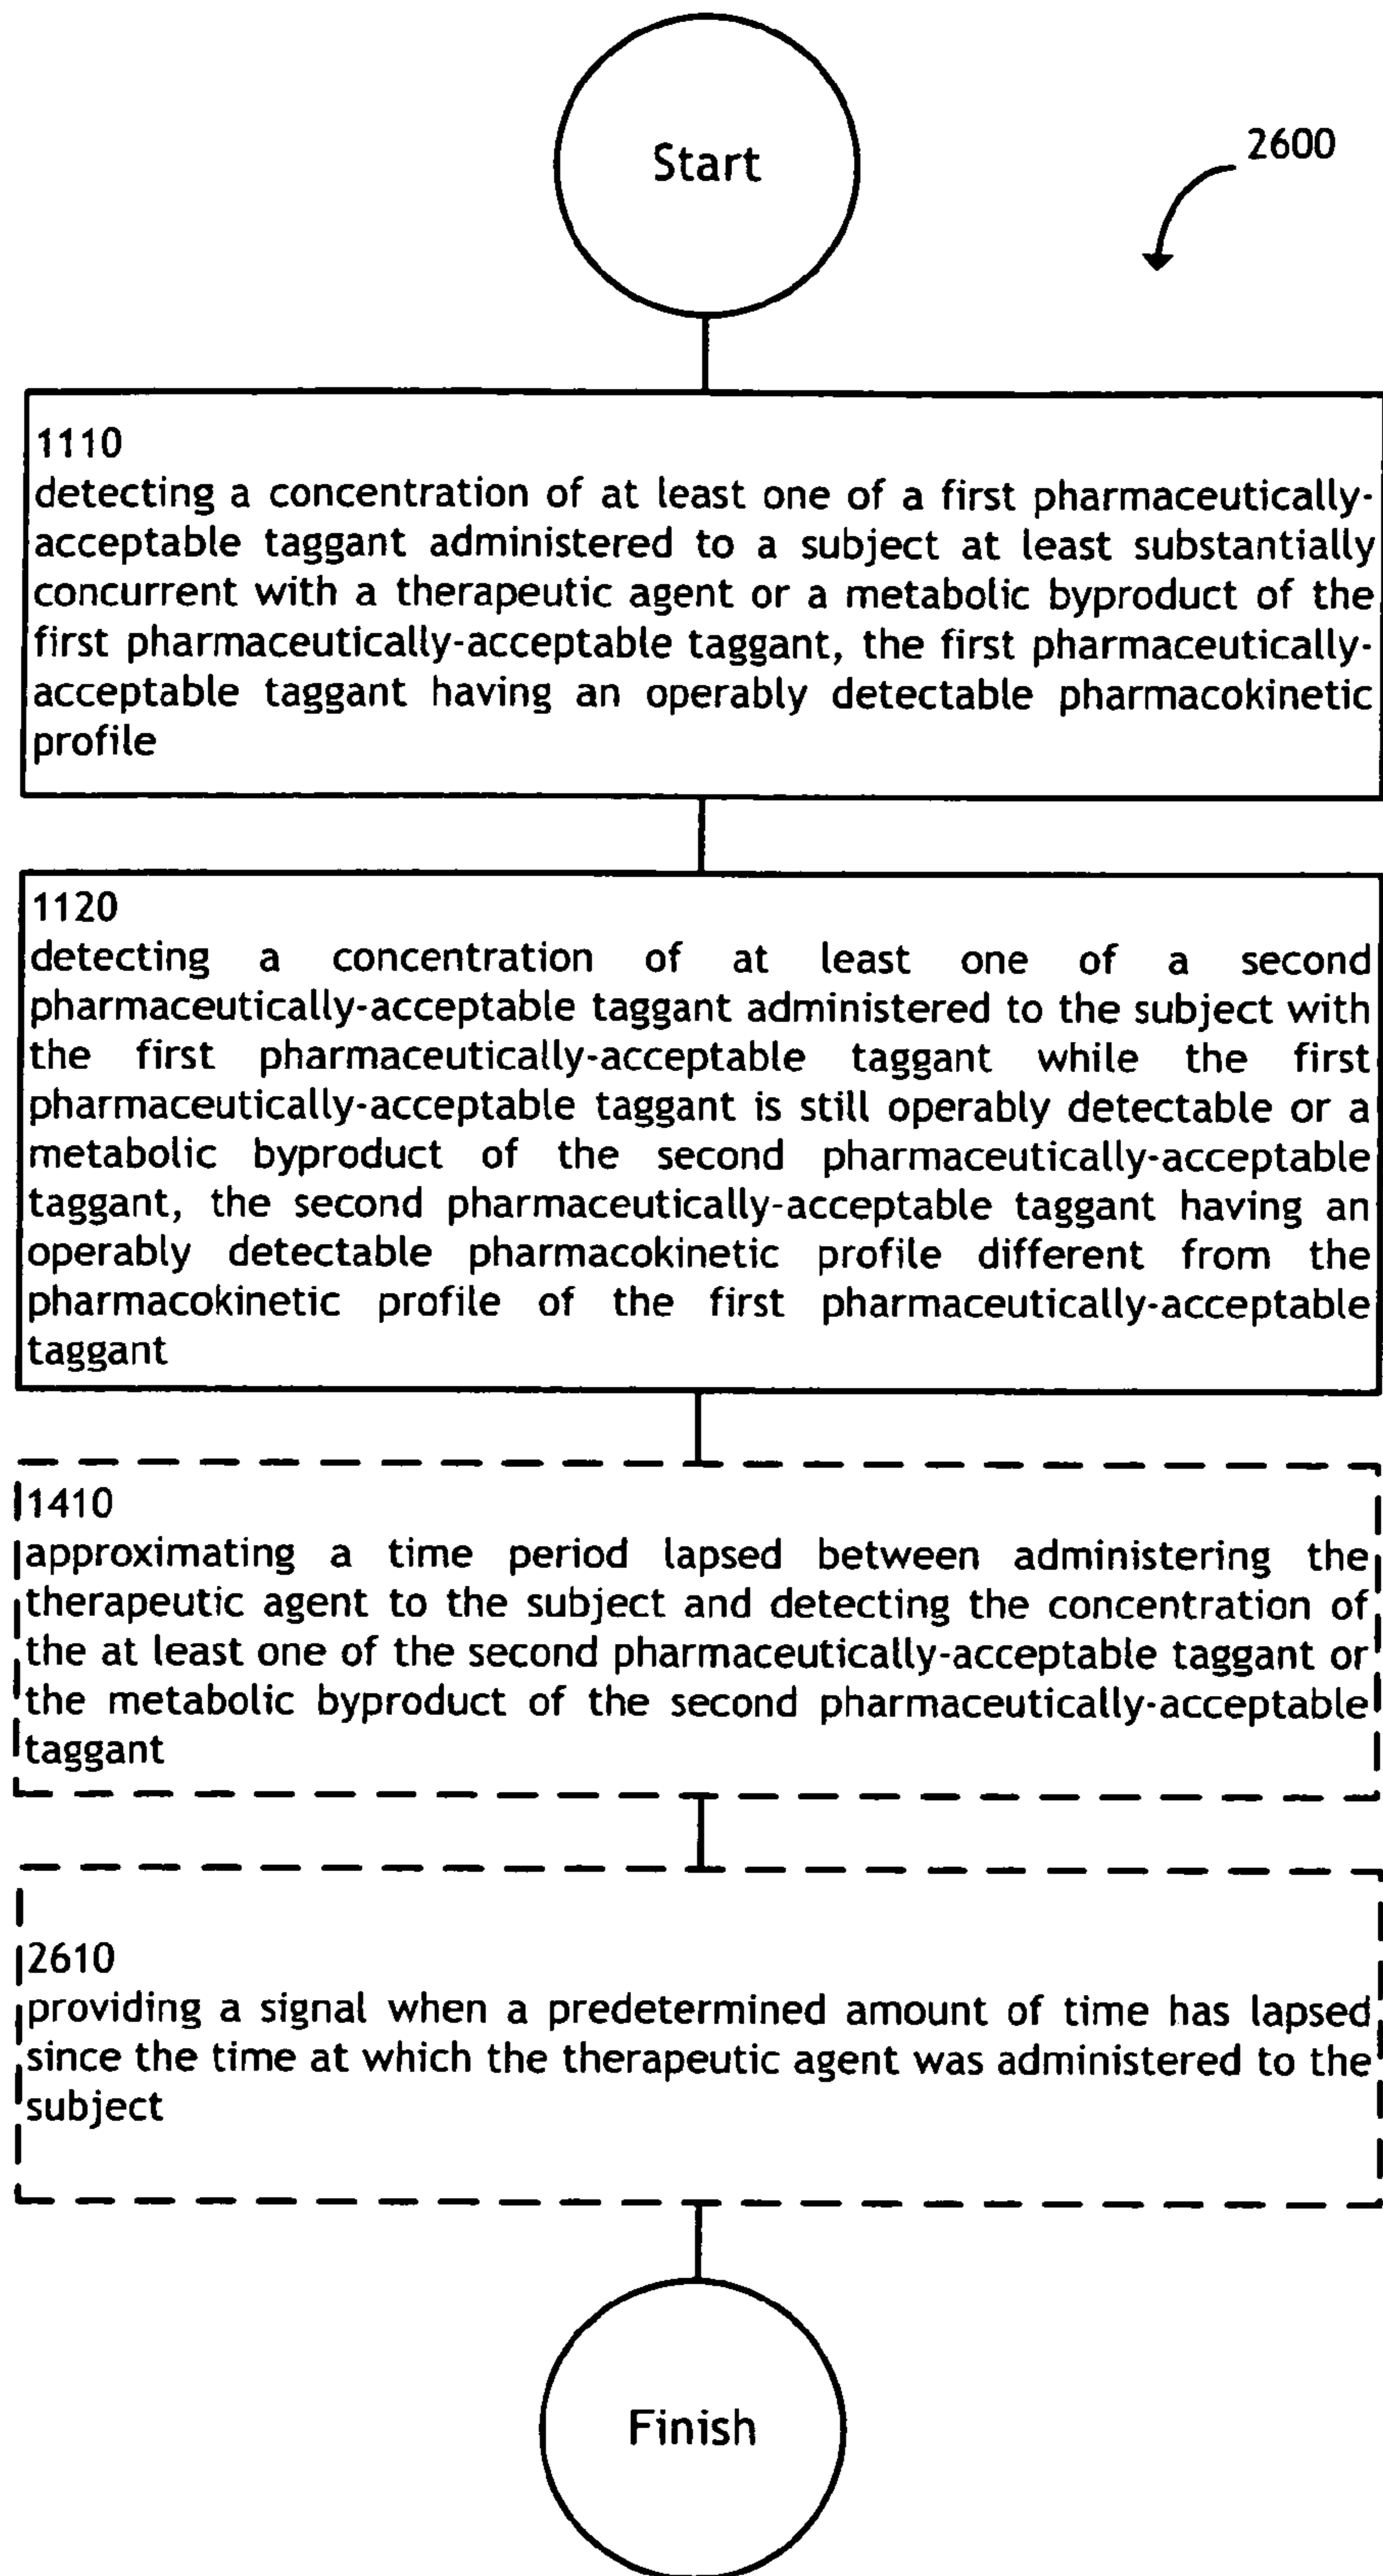 Start
2600
1110
detecting a concentration of at least one of a first pharmaceutically-
acceptable taggant administered to a subject at least substantially
concurrent with a therapeutic agent or a metabolic byproduct of the
first pharmaceutically-acceptable taggant, the first pharmaceutically-
acceptable taggant having an operably detectable pharmacokinetic
profile
1120
detecting a concentration of at least one of a second
pharmaceutically-acceptable taggant administered to the subject with
the first pharmaceutically-acceptable taggant while the first
pharmaceutically-acceptable taggant is still operably detectable or a
metabolic byproduct of the second pharmaceutically-acceptable
taggant, the second pharmaceutically-acceptable taggant having an
operably detectable pharmacokinetic profile different from the
pharmacokinetic profile of the first pharmaceutically-acceptable
taggant
1410
approximating a time period lapsed between administering the
therapeutic agent to the subject and detecting the concentration of
the at least one of the second pharmaceutically-acceptable taggant or
the metabolic byproduct of the second pharmaceutically-acceptable
taggant
2610
providing a signal when a predetermined amount of time has lapsed
since the time at which the therapeutic agent was administered to the
subject
Finish